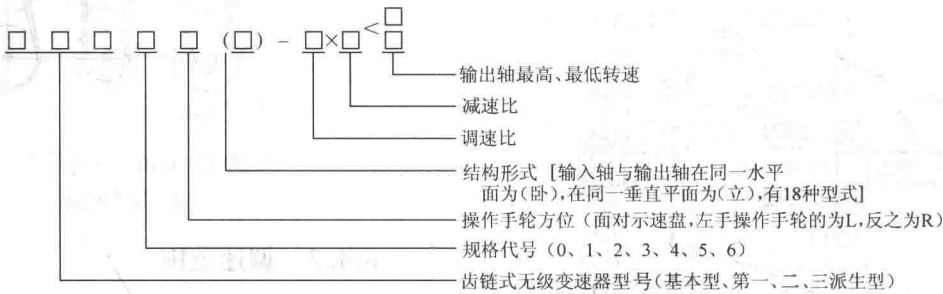 □
□ □ □ □ □ (□) - □×□ < □
输出轴最高、最低转速
减速比
调速比
结构形式 [输入轴与输出轴在同一水平
面为(卧),在同一垂直平面为(立),有18种型式]
操作手轮方位(面对示速盘,左手操作手轮的为L,反之为R)
规格代号(0、1、2、3、4、5、6)
齿链式无级变速器型号(基本型、第一、二、三派生型)